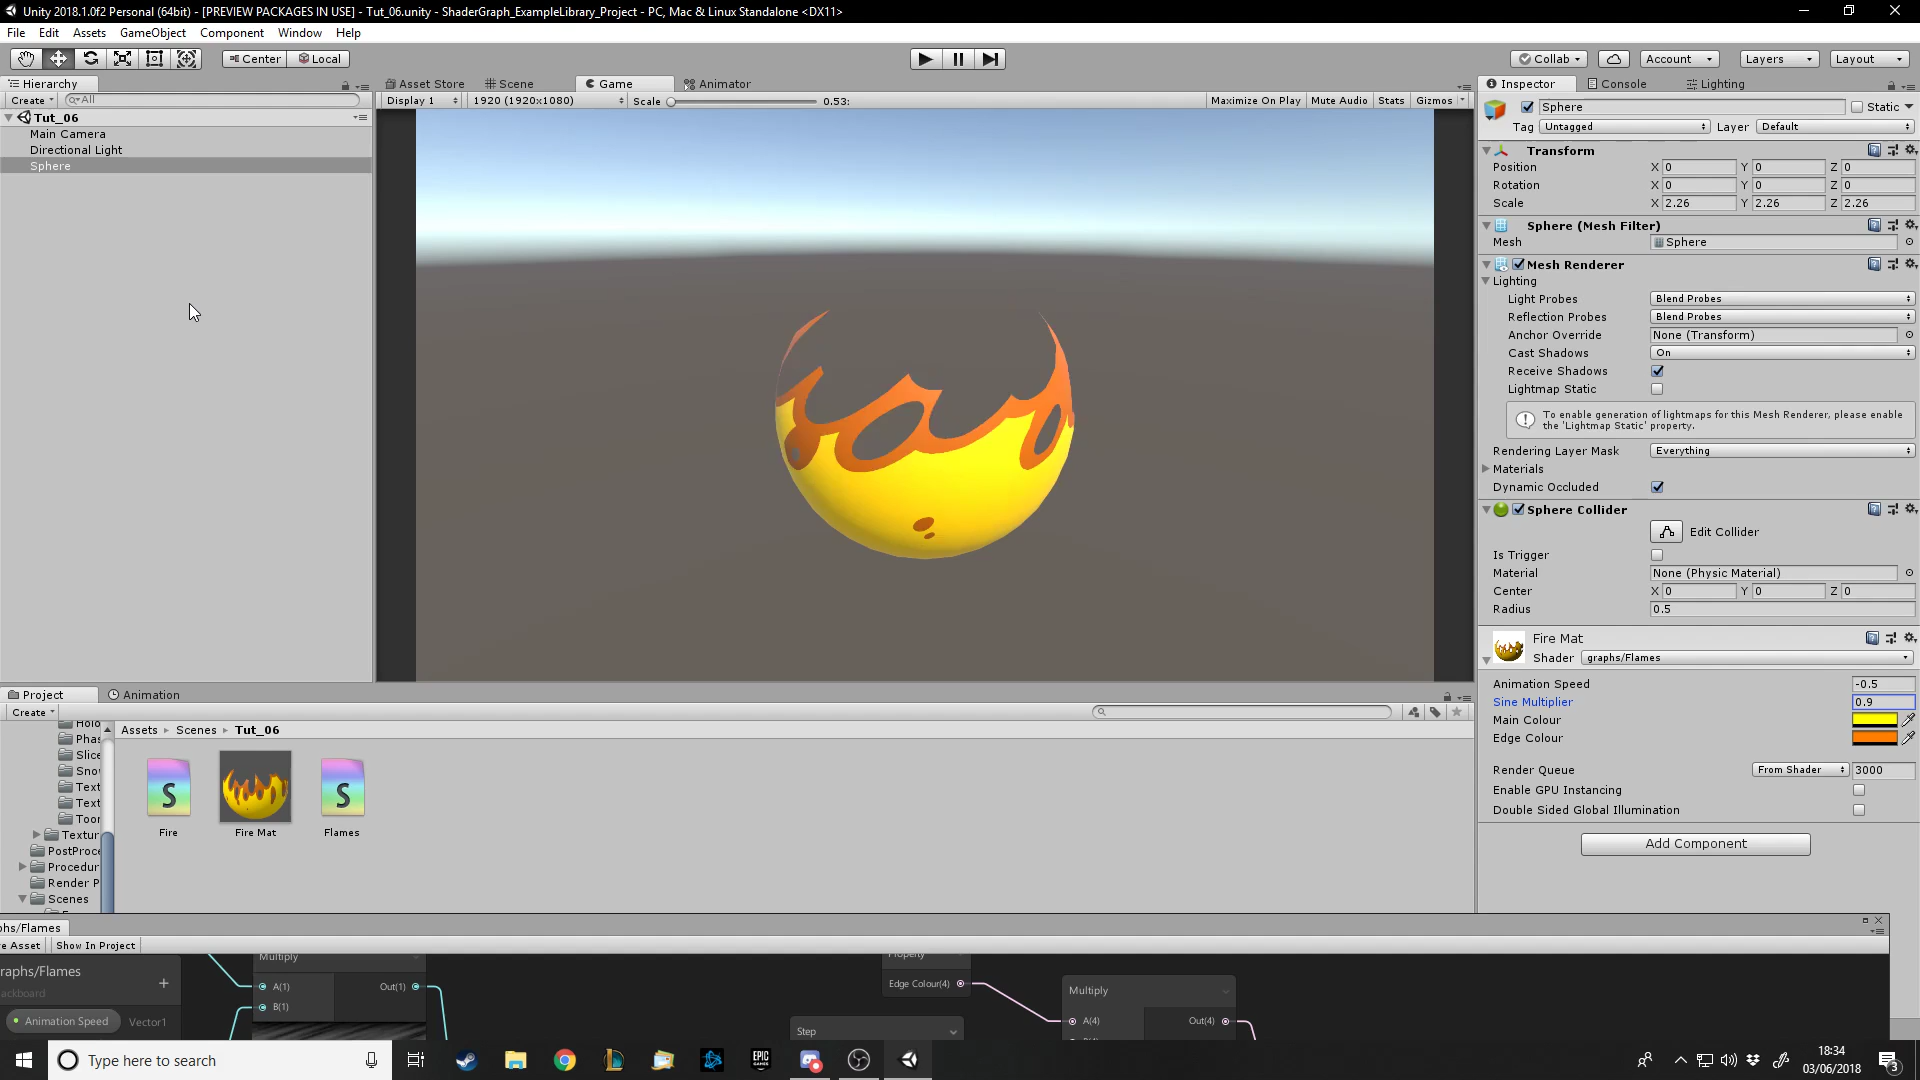 Unity 2018.1.0f2 Personal (64bit) - [PREVIEW PACKAGES IN USE] - Tut_06.unity - ShaderGraph_ExampleLibrary_Project - PC, Mac & Linux Standalone <DX11>
File Edit Assets GameObject Component Window Help
Center Local Collab Account Layers Layout
Hierarchy Asset Store Scene Game Animator Inspector Console Lighting
Create All Display 1 1920 (1920x1080) Scale 0.53: Maximize On Play Mute Audio Stats Gizmos
Tut_06
Main Camera
Directional Light
Sphere
Sphere Static
Tag Untagged Layer Default
Transform
Position X 0 Y 0 Z 0
Rotation X 0 Y 0 Z 0
Scale X 2.26 Y 2.26 Z 2.26
Sphere (Mesh Filter)
Mesh Sphere
Mesh Renderer
Lighting
Light Probes Blend Probes
Reflection Probes Blend Probes
Anchor Override None (Transform)
Cast Shadows On
Receive Shadows
Lightmap Static
To enable generation of lightmaps for this Mesh Renderer, please enable
the 'Lightmap Static' property.
Rendering Layer Mask Everything
Materials
Dynamic Occluded
Sphere Collider
Edit Collider
Is Trigger
Material None (Physic Material)
Center X 0 Y 0 Z 0
Radius 0.5
Fire Mat
Shader graphs/Flames
Animation Speed -0.5
Sine Multiplier 0.9
Main Colour
Edge Colour
Render Queue From Shader 3000
Enable GPU Instancing
Double Sided Global Illumination
Add Component
Project Animation
Create
Assets Scenes Tut_06
Holo
Phas
Slice
Snow
Text
Text
Toor
Textur
PostProce
Procedur
Render P
Scenes
Fire Fire Mat Flames
phs/Flames
e Asset Show In Project
raphs/Flames
ackboard
Animation Speed Vector1
Multiply
A(1) Out(1)
B(1)
Property
Edge Colour(4)
Step
Multiply
A(4) Out(4)
Type here to search
EPIC
GAMES
18:34
03/06/2018
3